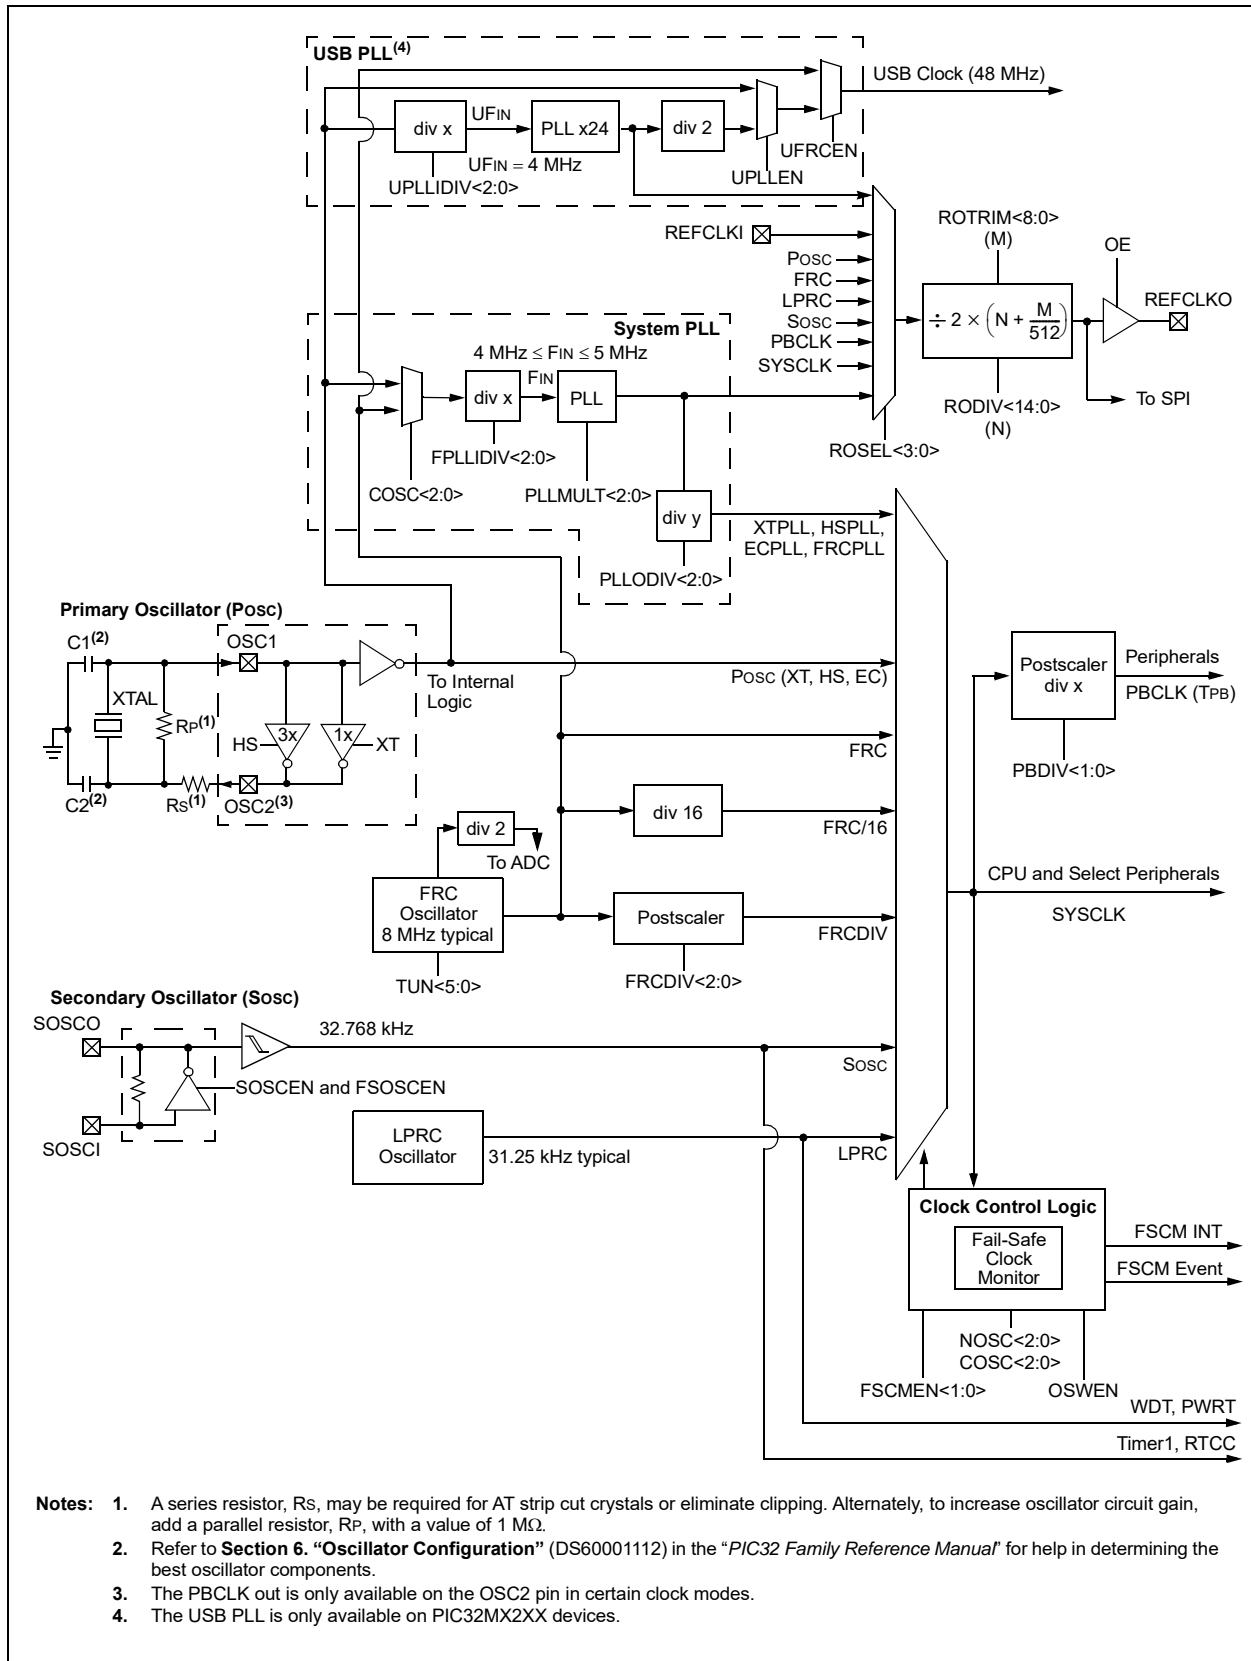 USB PLL(4)
USB Clock (48 MHz)
UFIN
div x
PLL x24
div 2
UFIN = 4 MHz
UFRCEN
UPLLIDIV<2:0>
UPLLEN
REFCLKI
POSC
FRC
LPRC
SOSC
PBCLK
SYSCLK
ROTRIM<8:0>
(M)
OE
REFCLKO
÷ 2 × (N + M/512)
To SPI
RODIV<14:0>
(N)
ROSEL<3:0>
System PLL
4 MHz ≤ FIN ≤ 5 MHz
FIN
div x
PLL
FPLLIDIV<2:0>
COSC<2:0>
PLLMULT<2:0>
div y
XTPLL, HSPLL,
ECPLL, FRCPLL
PLLODIV<2:0>
Primary Oscillator (POSC)
C1(2)
OSC1
XTAL
RP(1)
HS
3x
1x
XT
To Internal
Logic
C2(2)
RS(1)
OSC2(3)
POSC (XT, HS, EC)
Postscaler
div x
Peripherals
PBCLK (TPB)
PBDIV<1:0>
FRC
div 16
FRC/16
div 2
To ADC
FRC
Oscillator
8 MHz typical
TUN<5:0>
Postscaler
FRCDIV
FRCDIV<2:0>
CPU and Select Peripherals
SYSCLK
Secondary Oscillator (SOSC)
SOSCO
32.768 kHz
SOSC
SOSCEN and FSOSCEN
SOSCI
LPRC
Oscillator
31.25 kHz typical
LPRC
Clock Control Logic
Fail-Safe
Clock
Monitor
FSCM INT
FSCM Event
NOSC<2:0>
COSC<2:0>
FSCMEN<1:0>
OSWEN
WDT, PWRT
Timer1, RTCC
Notes: 1. A series resistor, RS, may be required for AT strip cut crystals or eliminate clipping. Alternately, to increase oscillator circuit gain,
add a parallel resistor, RP, with a value of 1 MΩ.
2. Refer to Section 6. “Oscillator Configuration” (DS60001112) in the “PIC32 Family Reference Manual” for help in determining the
best oscillator components.
3. The PBCLK out is only available on the OSC2 pin in certain clock modes.
4. The USB PLL is only available on PIC32MX2XX devices.